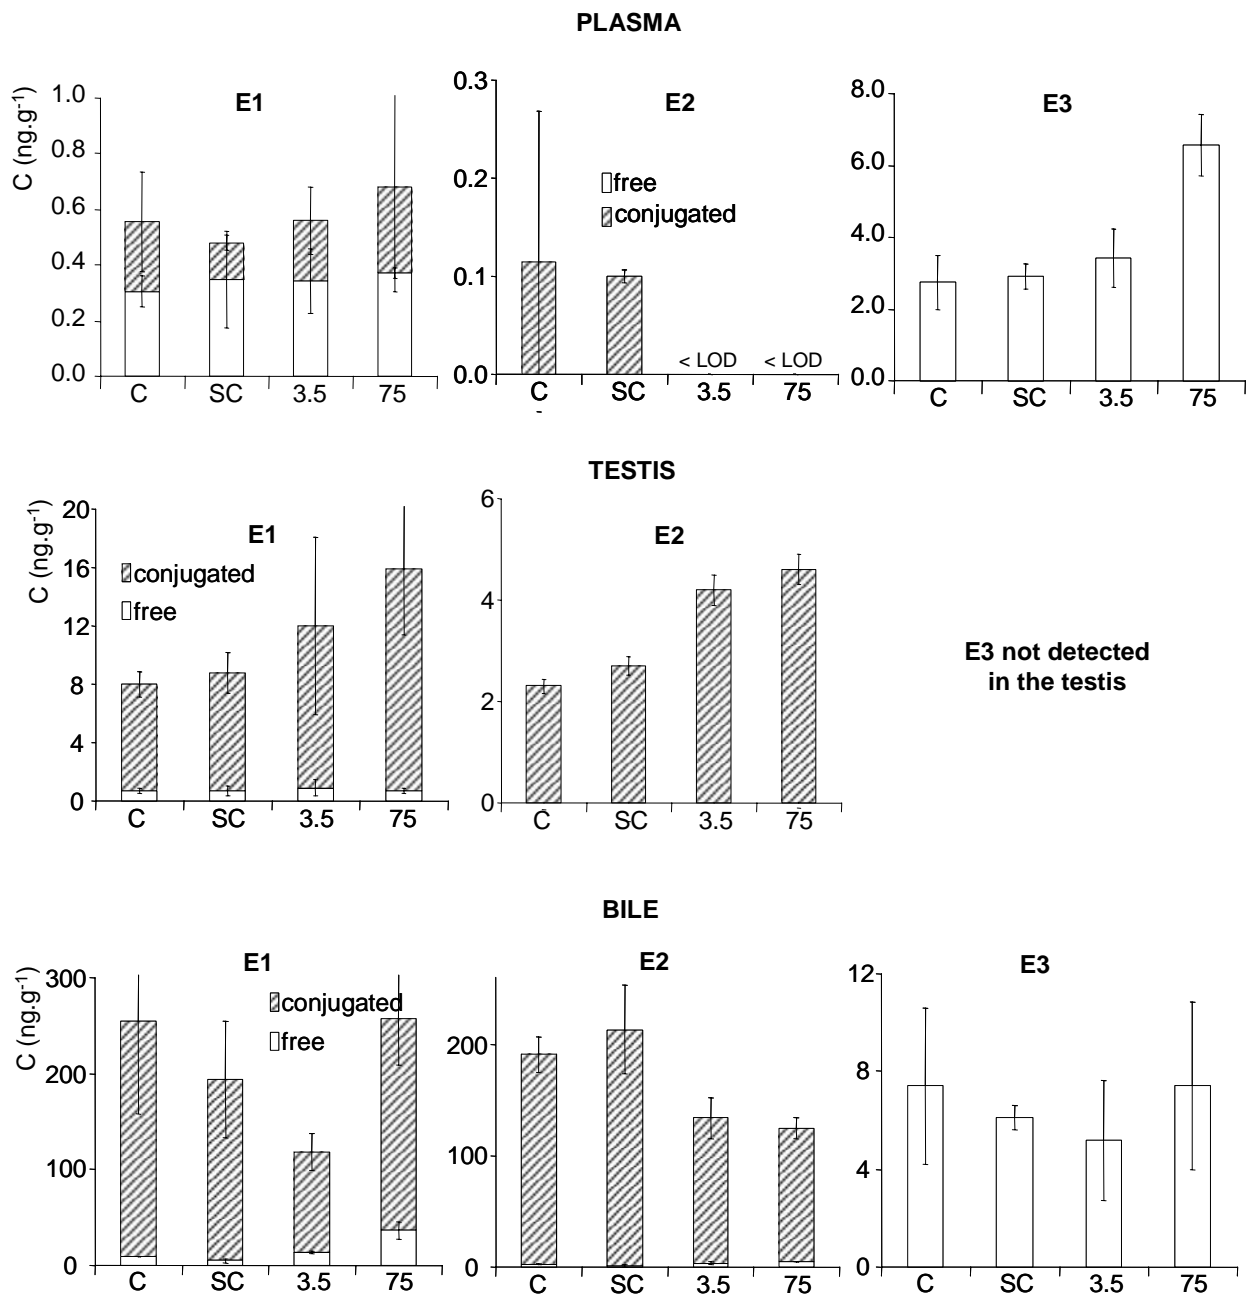 PLASMA
E1
E2
E3
C (ng.g-1)
1.0
0.8
0.6
0.4
0.2
0.0
C SC 3.5 75
0.3
0.2
0.1
0.0
free
conjugated
< LOD < LOD
C SC 3.5 75
8.0
6.0
4.0
2.0
0.0
C SC 3.5 75
TESTIS
E1
E2
C (ng.g-1)
20
16
12
8
4
0
conjugated
free
C SC 3.5 75
6
4
2
0
C SC 3.5 75
E3 not detected
in the testis
BILE
E1
E2
E3
C (ng.g-1)
300
200
100
0
conjugated
free
C SC 3.5 75
200
100
0
C SC 3.5 75
12
8
4
0
C SC 3.5 75